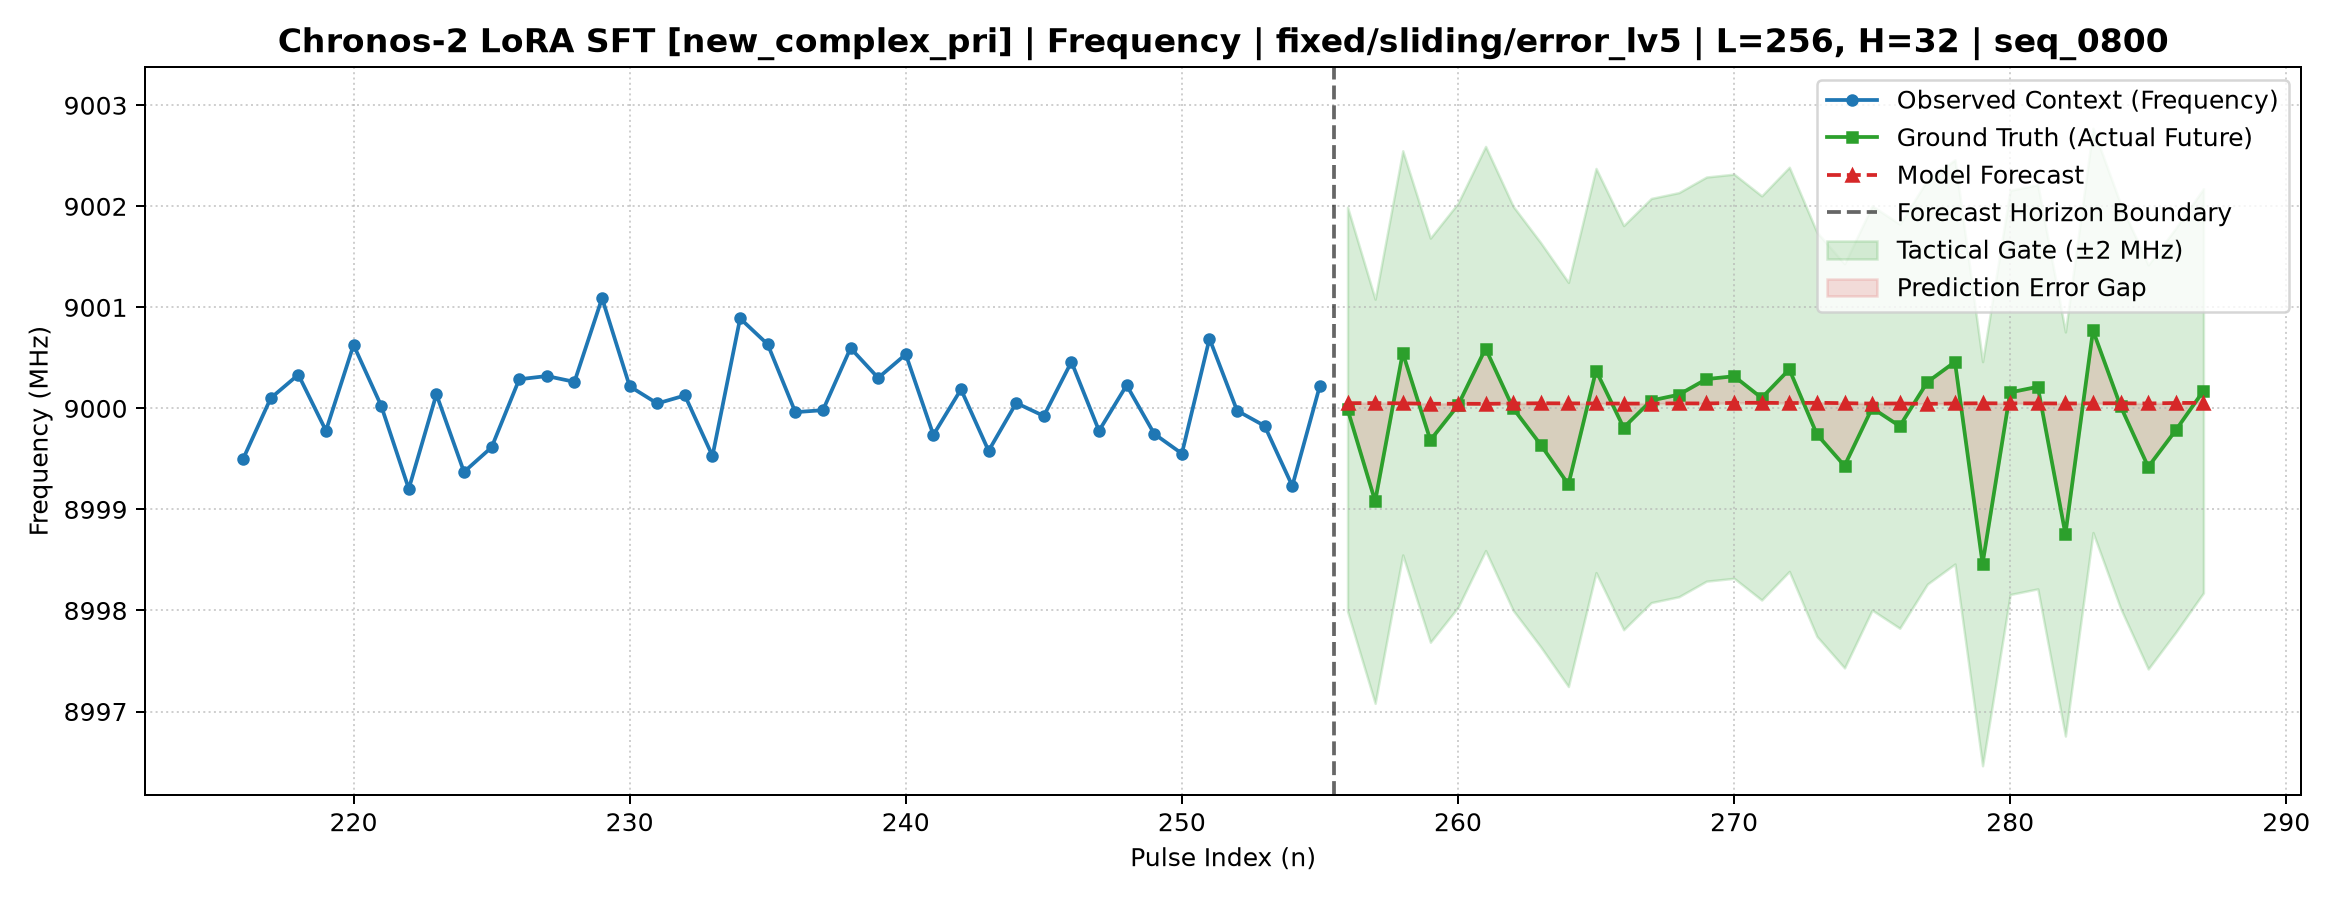 Chronos-2 LoRA SFT [new_complex_pri] | Frequency | fixed/sliding/error_lv5 | L=256, H=32 | seq_0800
Frequency (MHz)
9003
9002
9001
9000
8999
8998
8997
Observed Context (Frequency)
Ground Truth (Actual Future)
Model Forecast
Forecast Horizon Boundary
Tactical Gate (±2 MHz)
Prediction Error Gap
220 230 240 250 260 270 280 290
Pulse Index (n)